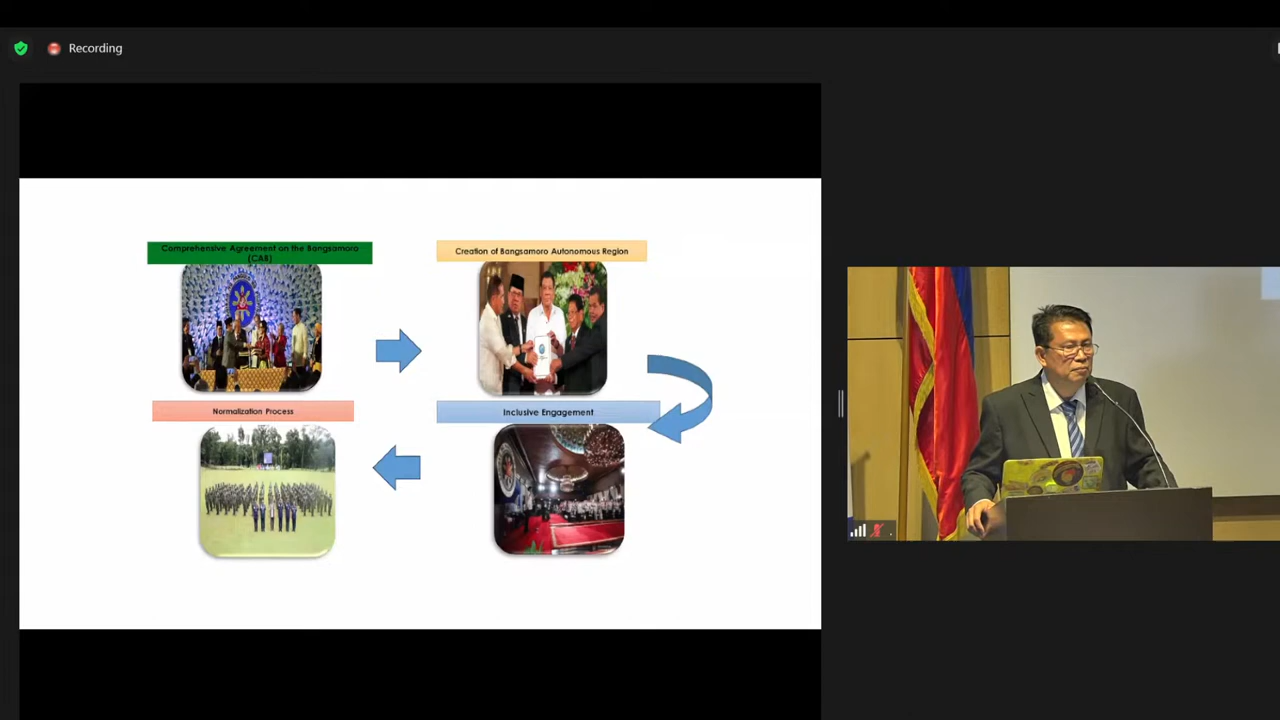 Recording
Comprehensive Agreement on the Bangsamoro
(CAB)
Creation of Bangsamoro Autonomous Region
Normalization Process
Inclusive Engagement